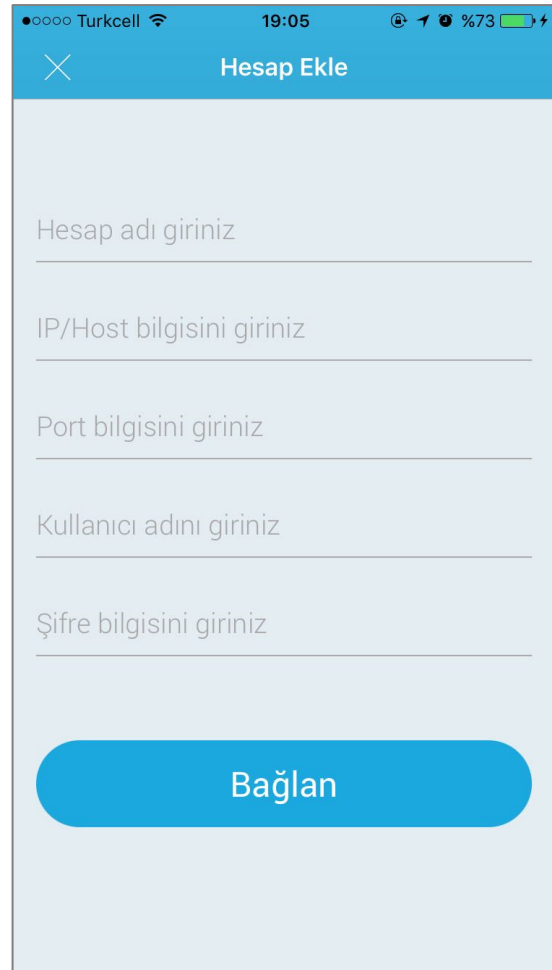 Turkcell 19:05 %73
Hesap Ekle
Hesap adı giriniz
IP/Host bilgisini giriniz
Port bilgisini giriniz
Kullanıcı adını giriniz
Şifre bilgisini giriniz
Bağlan